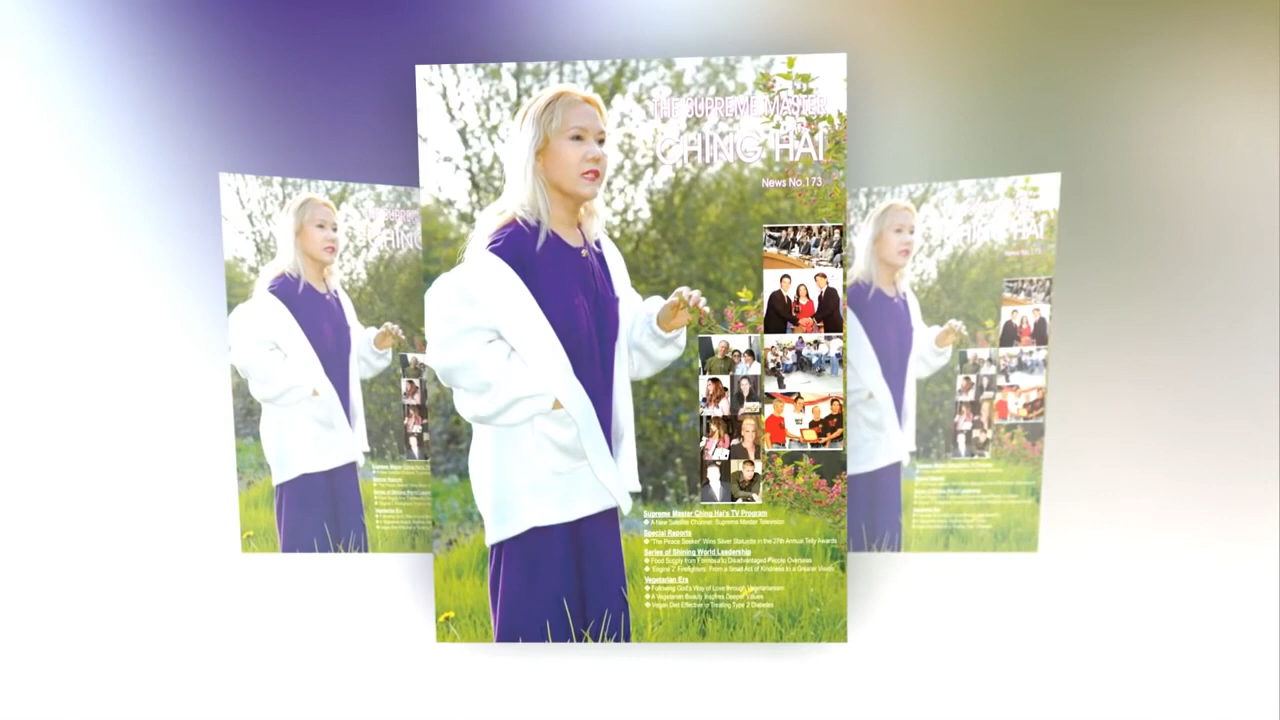 THE SUPREME MASTER
CHING HAI
News No.173
Supreme Master Ching Hai's TV Program
❖ A New Satellite Channel: Supreme Master Television
Special Reports
❖ "The Peace Seeker" Wins Silver Statuette in the 27th Annual Telly Awards
Series of Shining World Leadership
❖ Food Supply from Formosa to Disadvantaged People Overseas
❖ "Engine 2" Firefighters: From a Small Act of Kindness to a Greater Vision
Vegetarian Era
❖ Following God's Way of Love through Vegetarianism
❖ A Vegetarian Beauty Inspires Deeper Values
❖ Vegan Diet Effective in Treating Type 2 Diabetes